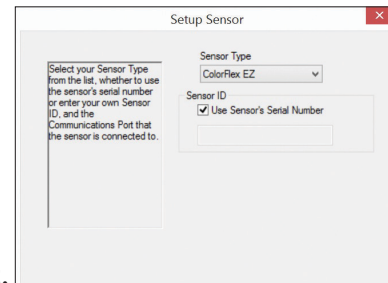 Setup Sensor
Select your Sensor Type
from the list, whether to use
the sensor's serial number
or enter your own Sensor
ID, and the
Communications Port that
the sensor is connected to.
Sensor Type
ColorFlex EZ
Sensor ID
Use Sensor's Serial Number